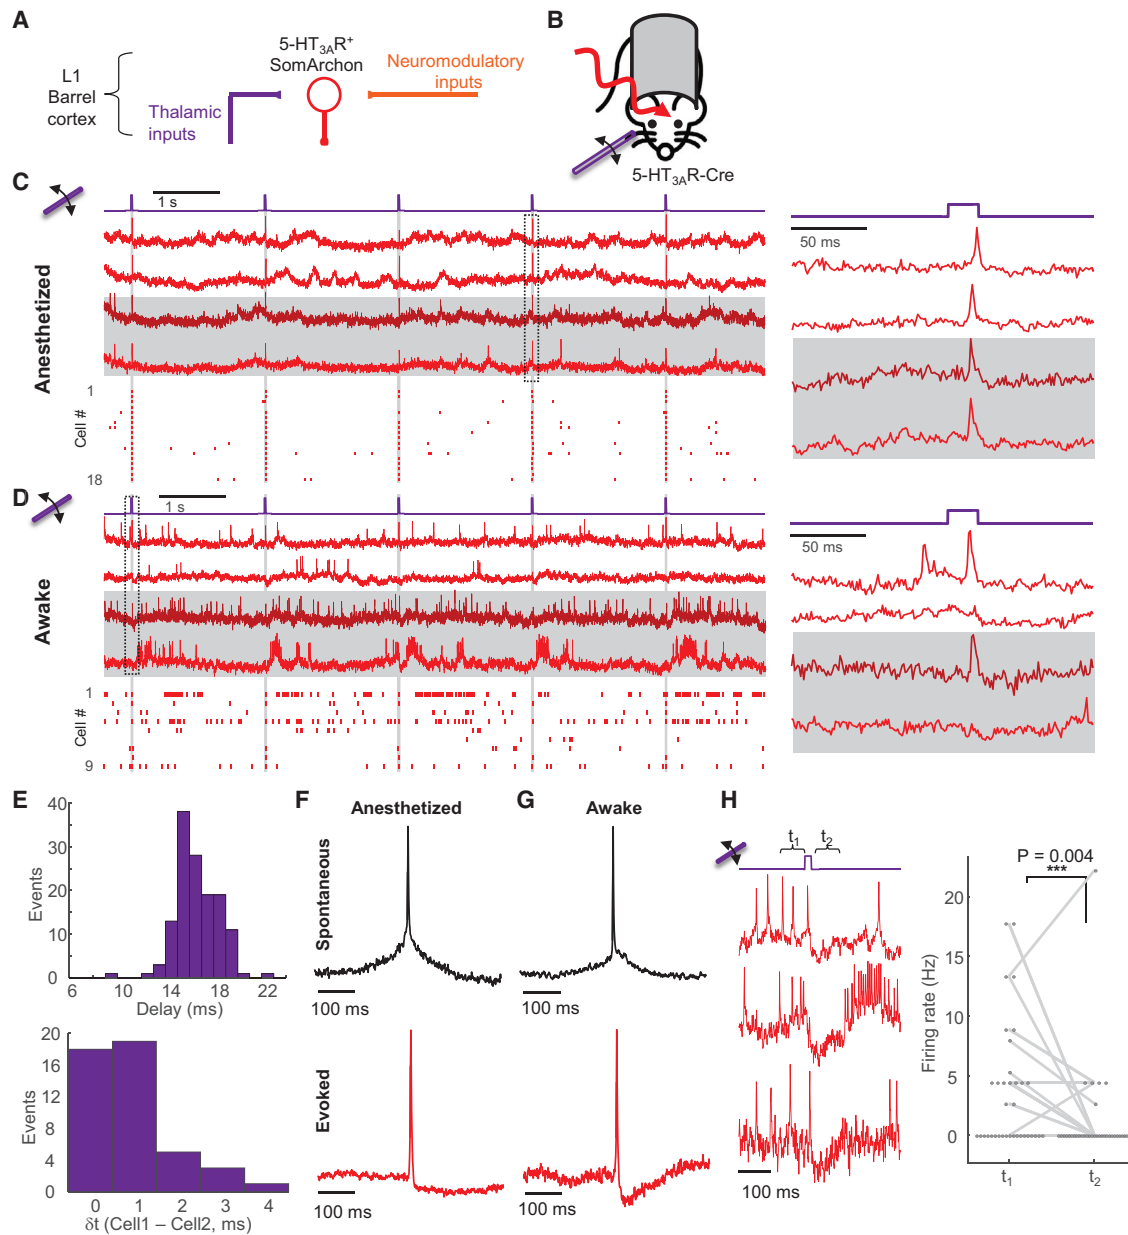 A
L1
Barrel
cortex
Thalamic
inputs
5-HT3AR+
SomArchon
Neuromodulatory
inputs
B
5-HT3AR-Cre
C
1 s
50 ms
Anesthetized
1
Cell #
18
D
1 s
50 ms
Awake
1
Cell #
9
E
40
30
20
10
0
Events
6
10
14
18
22
Delay (ms)
20
16
12
8
4
0
Events
0
1
2
3
4
δt (Cell1 – Cell2, ms)
F
Anesthetized
Spontaneous
100 ms
Evoked
100 ms
G
Awake
100 ms
100 ms
H
t1
t2
100 ms
P = 0.004
***
20
15
10
5
0
Firing rate (Hz)
t1
t2